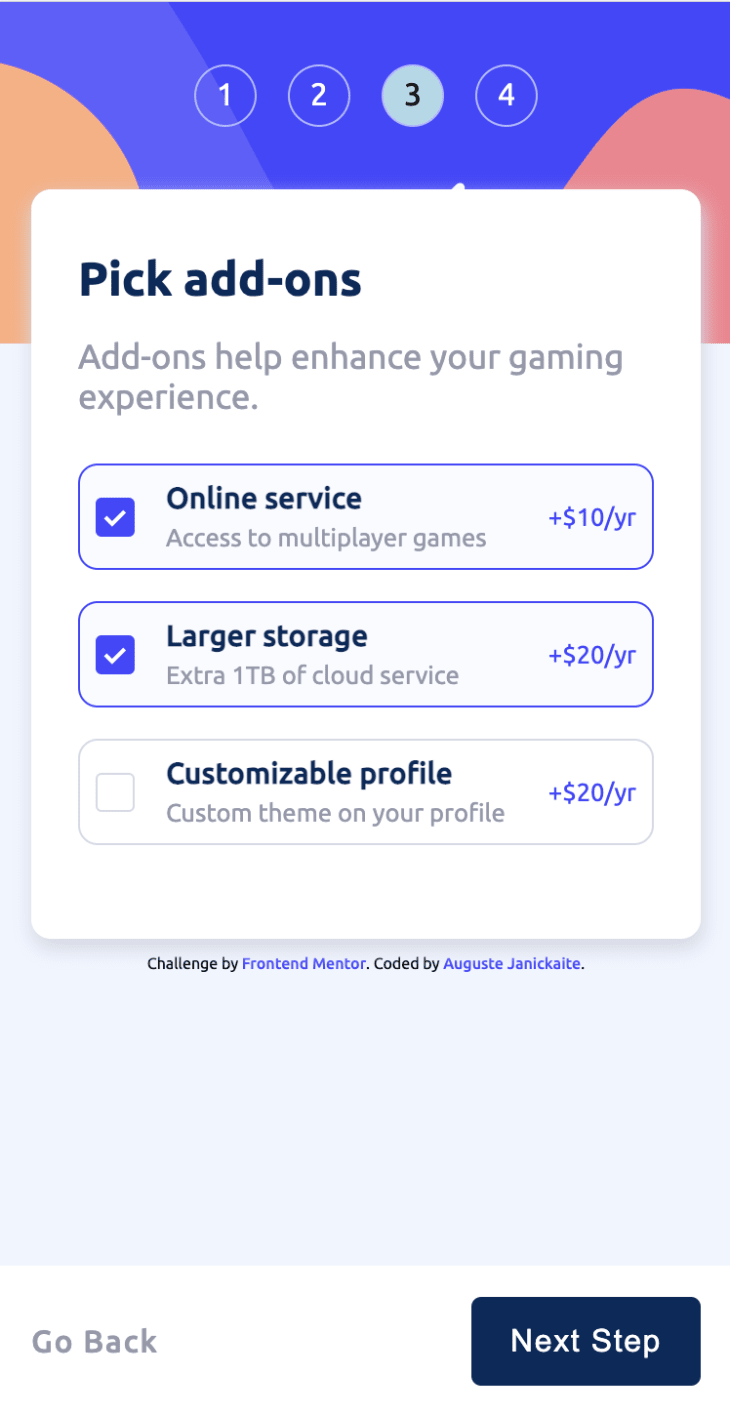 1 2 3 4
Pick add-ons
Add-ons help enhance your gaming
experience.
Online service
Access to multiplayer games
+$10/yr
Larger storage
Extra 1TB of cloud service
+$20/yr
Customizable profile
Custom theme on your profile
+$20/yr
Challenge by Frontend Mentor. Coded by Auguste Janickaite.
Go Back
Next Step